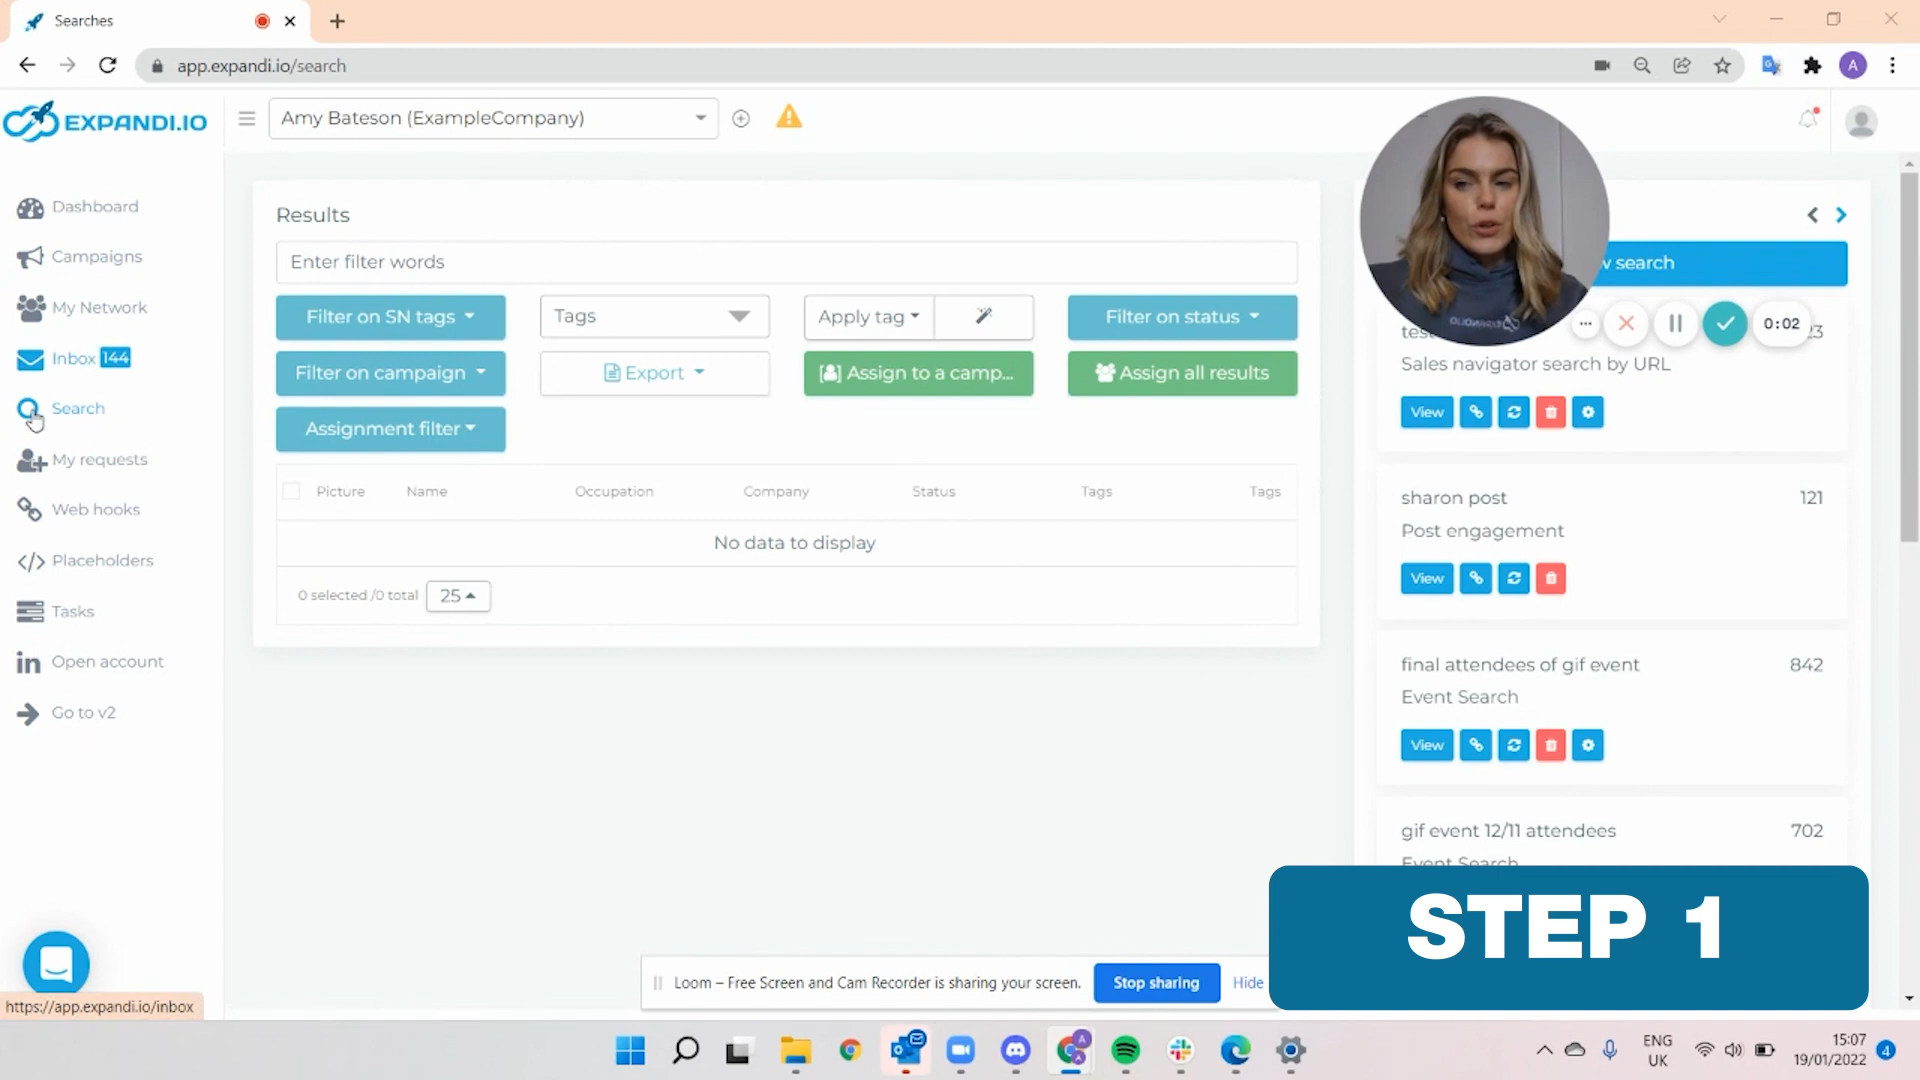 Searches
app.expandi.io/search
A
EXPANDI.IO
Amy Bateson (ExampleCompany)
Dashboard
Campaigns
My Network
Inbox 144
Search
My requests
Web hooks
Placeholders
Tasks
Open account
Go to v2
https://app.expandi.io/inbox
Results
Enter filter words
Filter on SN tags
Tags
Apply tag
Filter on status
Filter on campaign
Export
Assign to a camp...
Assign all results
Assignment filter
Picture Name Occupation Company Status Tags Tags
No data to display
0 selected /0 total 25
search
0:02
Sales navigator search by URL
View
sharon post 121
Post engagement
View
final attendees of gif event 842
Event Search
View
gif event 12/11 attendees 702
Event Search
STEP 1
Loom – Free Screen and Cam Recorder is sharing your screen. Stop sharing Hide
ENG
UK
15:07
19/01/2022
4